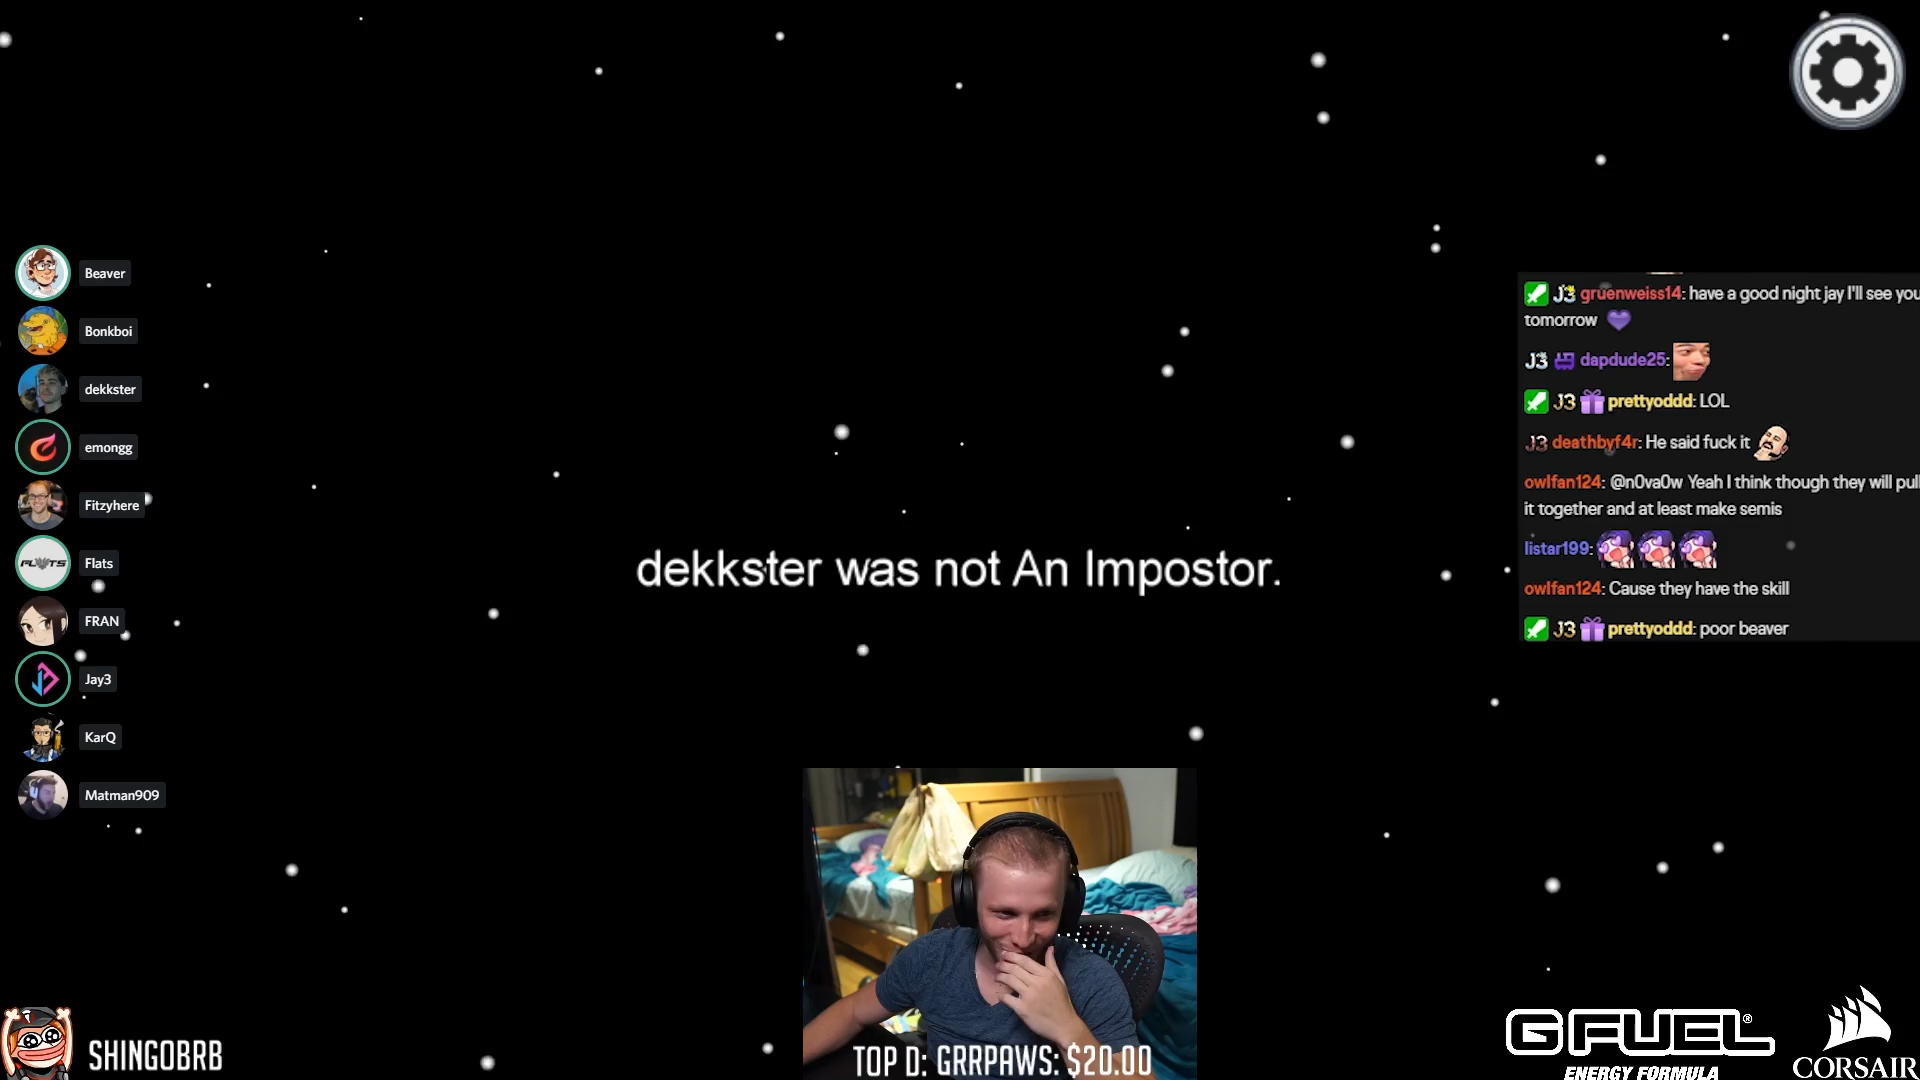 Beaver
Bonkboi
dekkster
emongg
Fitzyhere
FLATS
Flats
FRAN
Jay3
KarQ
Matman909
dekkster was not An Impostor.
J3 gruenweiss14: have a good night jay I'll see you
tomorrow
J3 dapdude25:
J3 prettyoddd: LOL
J3 deathbyf4r: He said fuck it
owlfan124: @n0va0w Yeah I think though they will pull
it together and at least make semis
listar199:
owlfan124: Cause they have the skill
J3 prettyoddd: poor beaver
SHINGOBRB
TOP D: GRRPAWS: $20.00
G FUEL®
ENERGY FORMULA
CORSAIR